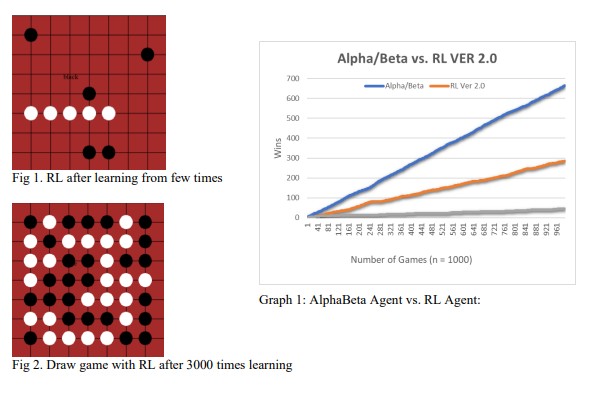 black
Fig 1. RL after learning from few times
Fig 2. Draw game with RL after 3000 times learning
Alpha/Beta vs. RL VER 2.0
Alpha/Beta RL Ver 2.0
700
600
500
400
300
200
100
0
Wins
1 41 81 121 161 201 241 281 321 361 401 441 481 521 561 601 641 681 721 761 801 841 881 921 961
Number of Games (n = 1000)
Graph 1: AlphaBeta Agent vs. RL Agent: